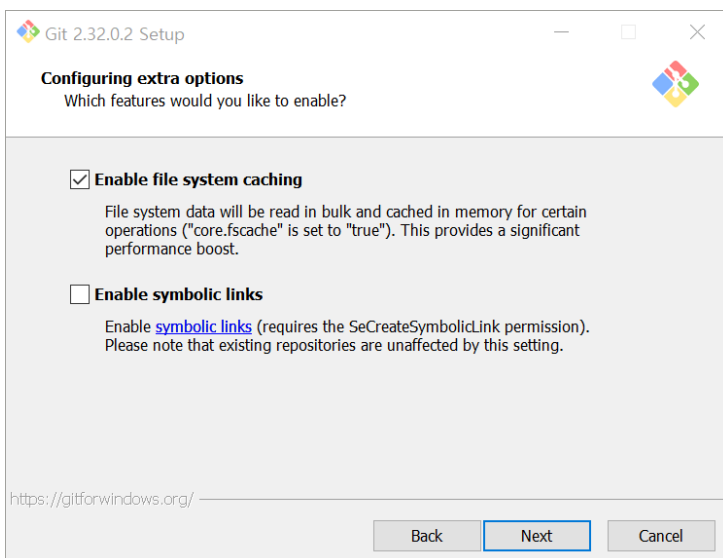 Git 2.32.0.2 Setup
Configuring extra options
Which features would you like to enable?
Enable file system caching
File system data will be read in bulk and cached in memory for certain
operations ("core.fscache" is set to "true"). This provides a significant
performance boost.
Enable symbolic links
Enable symbolic links (requires the SeCreateSymbolicLink permission).
Please note that existing repositories are unaffected by this setting.
https://gitforwindows.org/
Back Next Cancel